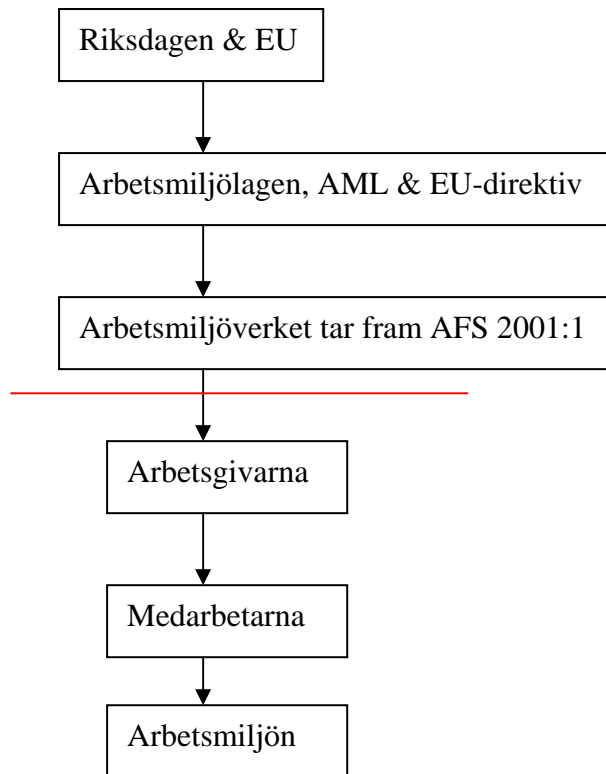 Riksdagen & EU
Arbetsmiljölagen, AML & EU-direktiv
Arbetsmiljöverket tar fram AFS 2001:1
Arbetsgivarna
Medarbetarna
Arbetsmiljön